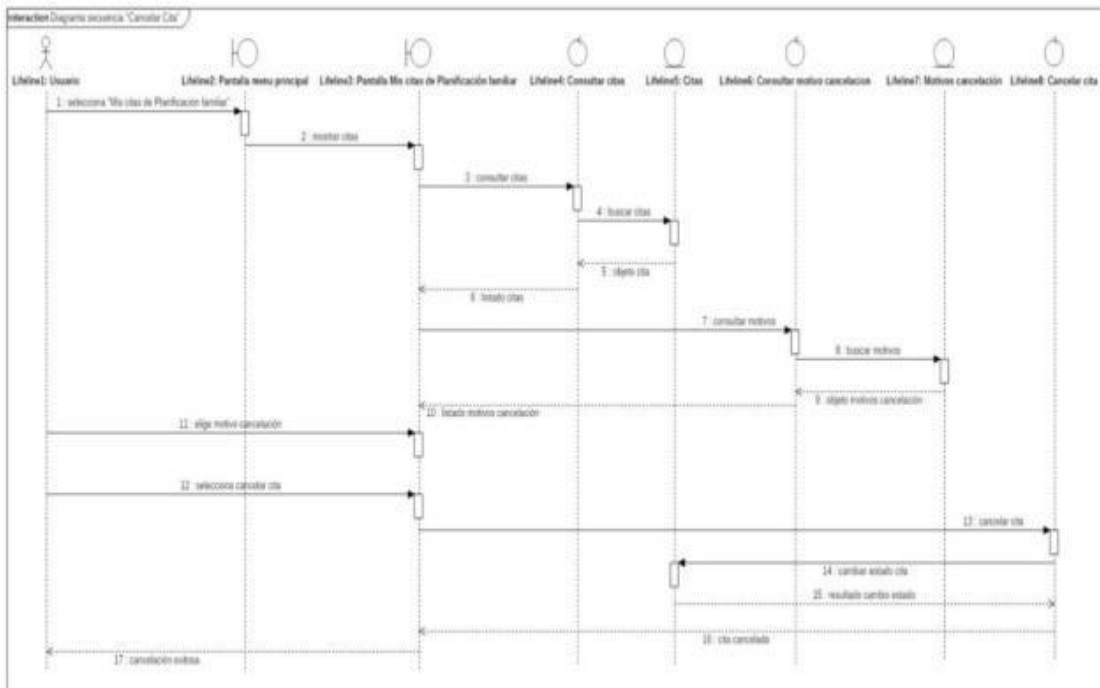 interaction Diagrama secuencia "Cancelar Cita"
Lifeline1: Usuario
Lifeline2: Pantalla menu principal
Lifeline3: Pantalla Mis citas de Planificación familiar
Lifeline4: Consultar citas
Lifeline5: Citas
Lifeline6: Consultar motivo cancelacion
Lifeline7: Motivos cancelación
Lifeline8: Cancelar cita
1 : selecciona "Mis citas de Planificación familiar"
2 : mostrar citas
3 : consultar citas
4 : buscar citas
5 : objeto cita
6 : listado citas
7 : consultar motivos
8 : buscar motivos
9 : objeto motivos cancelación
10 : listado motivos cancelación
11 : elige motivo cancelación
12 : selecciona cancelar cita
13 : cancelar cita
14 : cambiar estado cita
15 : resultado cambio estado
16 : cita cancelada
17 : cancelación exitosa